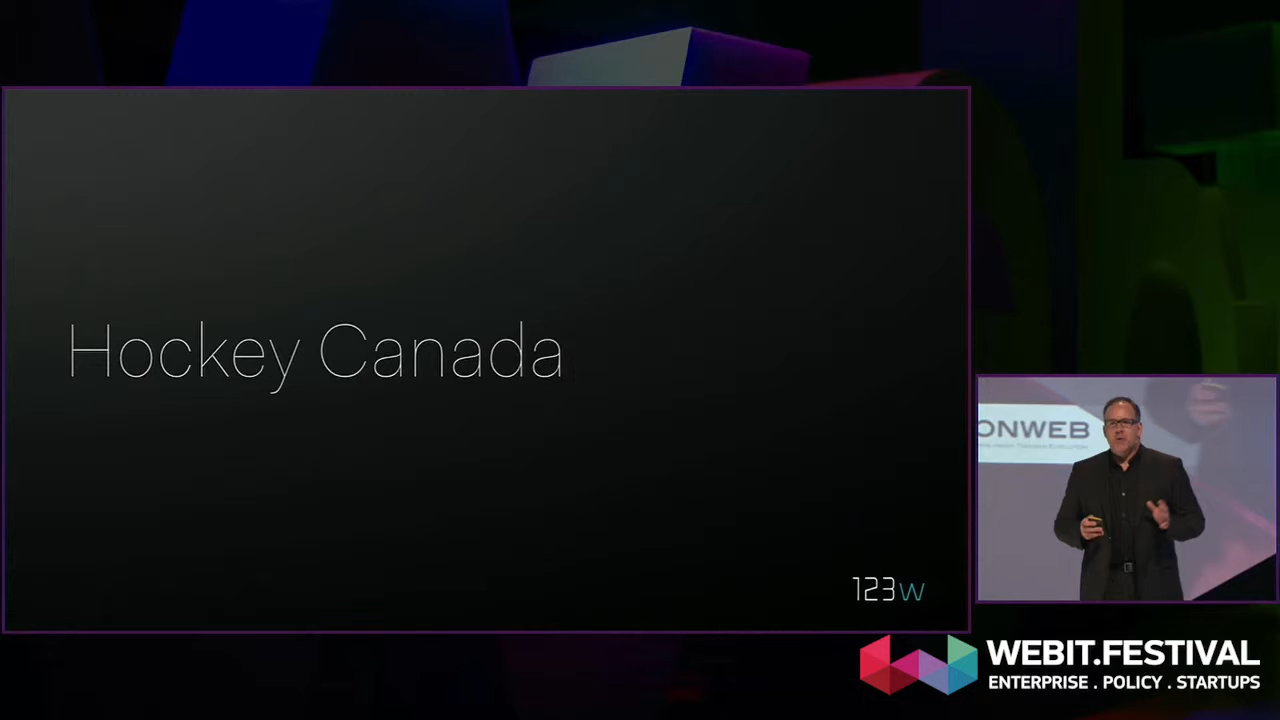 Hockey Canada
123w
ONWEB
WEBIT.FESTIVAL
ENTERPRISE . POLICY . STARTUPS